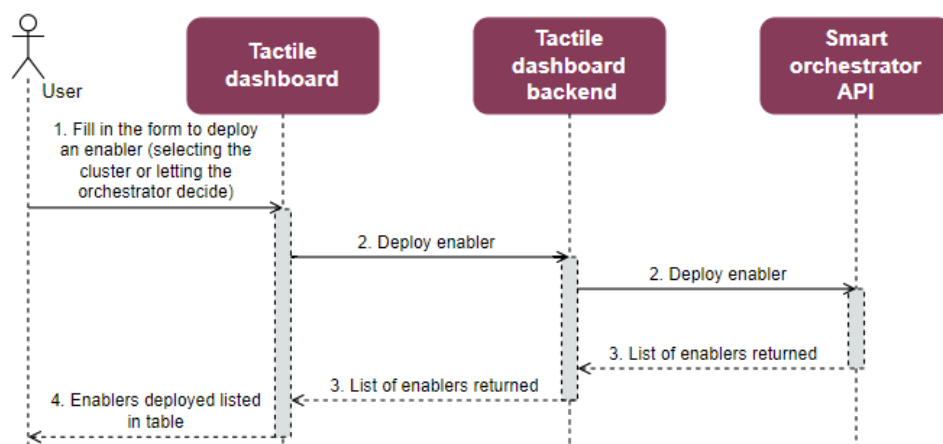 Tactile
dashboard
Tactile
dashboard
backend
Smart
orchestrator
API
User
1. Fill in the form to deploy
an enabler (selecting the
cluster or letting the
orchestrator decide)
2. Deploy enabler
2. Deploy enabler
3. List of enablers returned
3. List of enablers returned
4. Enablers deployed listed
in table